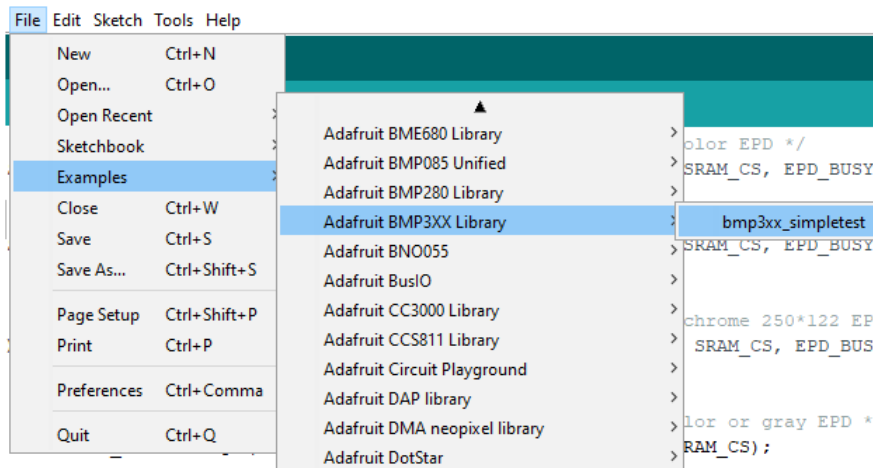 File Edit Sketch Tools Help
New Ctrl+N
Open... Ctrl+O
Open Recent
Sketchbook
Examples
Close Ctrl+W
Save Ctrl+S
Save As... Ctrl+Shift+S
Page Setup Ctrl+Shift+P
Print Ctrl+P
Preferences Ctrl+Comma
Quit Ctrl+Q
Adafruit BME680 Library
Adafruit BMP085 Unified
Adafruit BMP280 Library
Adafruit BMP3XX Library
Adafruit BNO055
Adafruit BusIO
Adafruit CC3000 Library
Adafruit CCS811 Library
Adafruit Circuit Playground
Adafruit DAP library
Adafruit DMA neopixel library
Adafruit DotStar
bmp3xx_simpletest
olor EPD */
SRAM_CS, EPD_BUSY
SRAM_CS, EPD_BUSY
chrome 250*122 EP
SRAM_CS, EPD_BUS
lor or gray EPD *
RAM_CS);